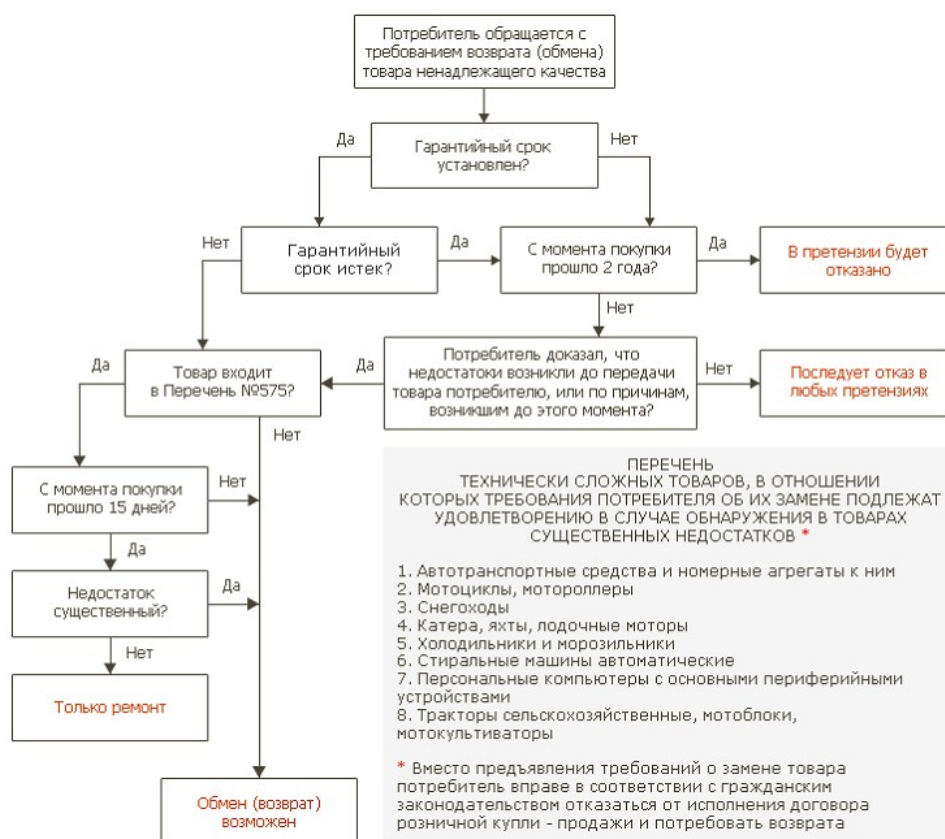 Потребитель обращается с
требованием возврата (обмена)
товара ненадлежащего качества
Да
Нет
Гарантийный срок
установлен?
Нет
Гарантийный
срок истек?
Да
С момента покупки
прошло 2 года?
Да
В претензии будет
отказано
Нет
Да
Товар входит
в Перечень №575?
Да
Потребитель доказал, что
недостатки возникли до передачи
товара потребителю, или по причинам,
возникшим до этого момента?
Нет
Последует отказ в
любых претензиях
Нет
С момента покупки
прошло 15 дней?
Нет
Да
Недостаток
существенный?
Да
Нет
Только ремонт
Обмен (возврат)
возможен
ПЕРЕЧЕНЬ
ТЕХНИЧЕСКИ СЛОЖНЫХ ТОВАРОВ, В ОТНОШЕНИИ
КОТОРЫХ ТРЕБОВАНИЯ ПОТРЕБИТЕЛЯ ОБ ИХ ЗАМЕНЕ ПОДЛЕЖАТ
УДОВЛЕТВОРЕНИЮ В СЛУЧАЕ ОБНАРУЖЕНИЯ В ТОВАРАХ
СУЩЕСТВЕННЫХ НЕДОСТАТКОВ *
1. Автотранспортные средства и номерные агрегаты к ним
2. Мотоциклы, мотороллеры
3. Снегоходы
4. Катера, яхты, лодочные моторы
5. Холодильники и морозильники
6. Стиральные машины автоматические
7. Персональные компьютеры с основными периферийными
устройствами
8. Тракторы сельскохозяйственные, мотоблоки,
мотокультиваторы
* Вместо предъявления требований о замене товара
потребитель вправе в соответствии с гражданским
законодательством отказаться от исполнения договора
розничной купли - продажи и потребовать возврата